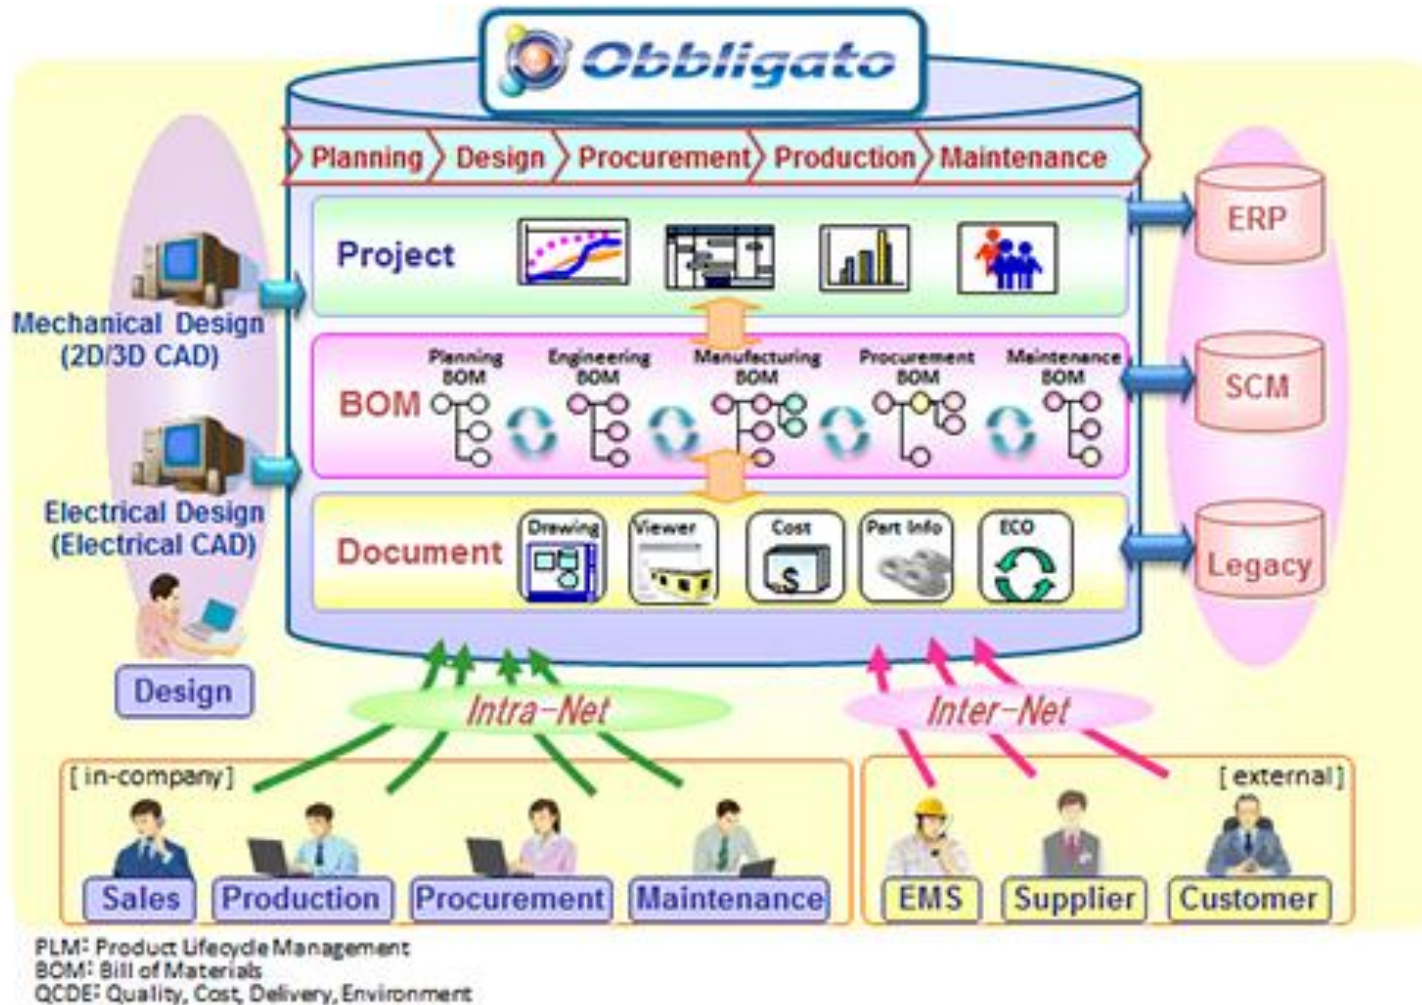 Obbligato
Planning Design Procurement Production Maintenance
Project
ERP
Mechanical Design
(2D/3D CAD)
Planning
BOM
Engineering
BOM
Manufacturing
BOM
Procurement
BOM
Maintenance
BOM
BOM
SCM
Electrical Design
(Electrical CAD)
Document
Drawing
Viewer
Cost
$
Part Info
ECO
Legacy
Design
Intra-Net
Inter-Net
[in-company]
[external]
Sales
Production
Procurement
Maintenance
EMS
Supplier
Customer
PLM: Product Lifecycle Management
BOM: Bill of Materials
QCDE: Quality, Cost, Delivery, Environment